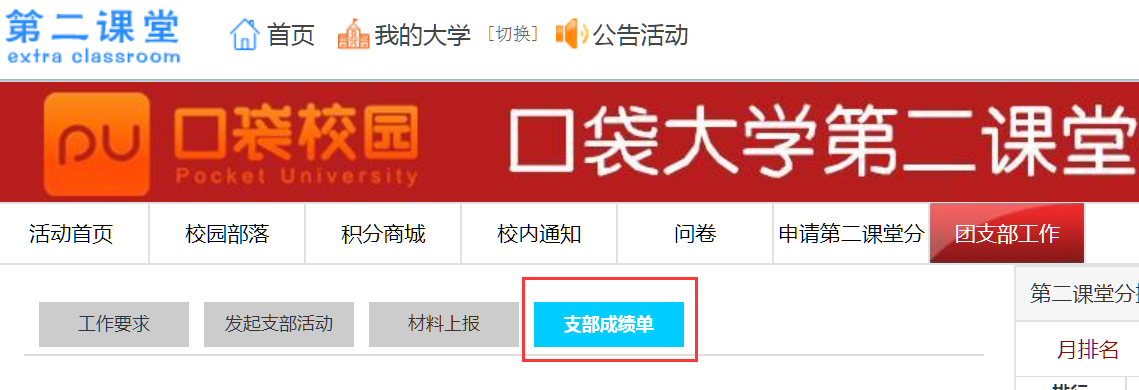 第二课堂
extra classroom
首页 我的大学 [切换] 公告活动
pu 口袋校园
Pocket University
口袋大学第二课堂
活动首页 校园部落 积分商城 校内通知 问卷 申请第二课堂分 团支部工作
工作要求 发起支部活动 材料上报 支部成绩单
第二课堂分
月排名
排行